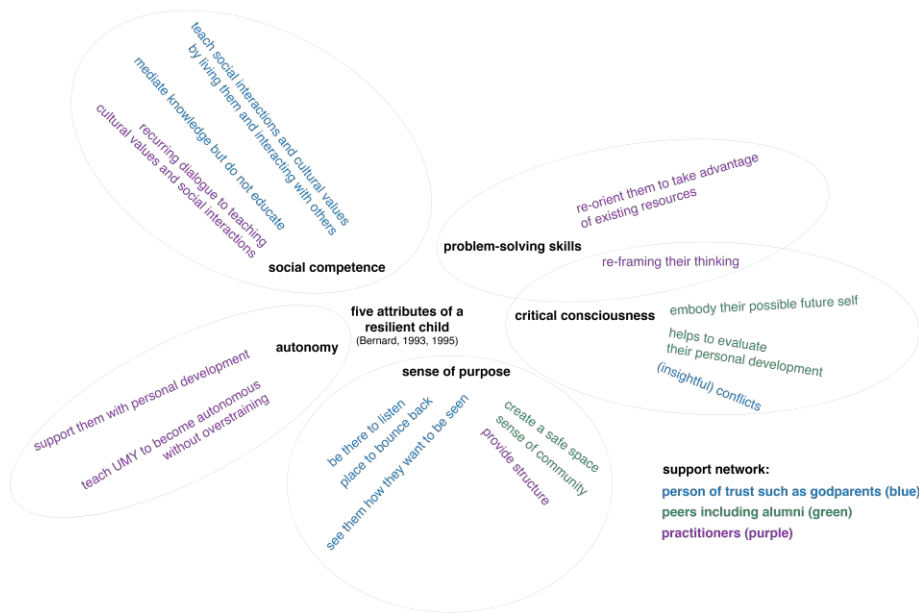 teach social interactions and cultural values
by living them and interacting with others
mediate knowledge but do not educate
recurring dialogue to teaching
cultural values and social interactions
social competence
re-orient them to take advantage
of existing resources
problem-solving skills
re-framing their thinking
critical consciousness
embody their possible future self
helps to evaluate
their personal development
(insightful) conflicts
five attributes of a
resilient child
(Bernard, 1993, 1995)
autonomy
support them with personal development
teach UMY to become autonomous
without overstraining
sense of purpose
be there to listen
place to bounce back
see them how they want to be seen
create a safe space
sense of community
provide structure
support network:
person of trust such as godparents (blue)
peers including alumni (green)
practitioners (purple)